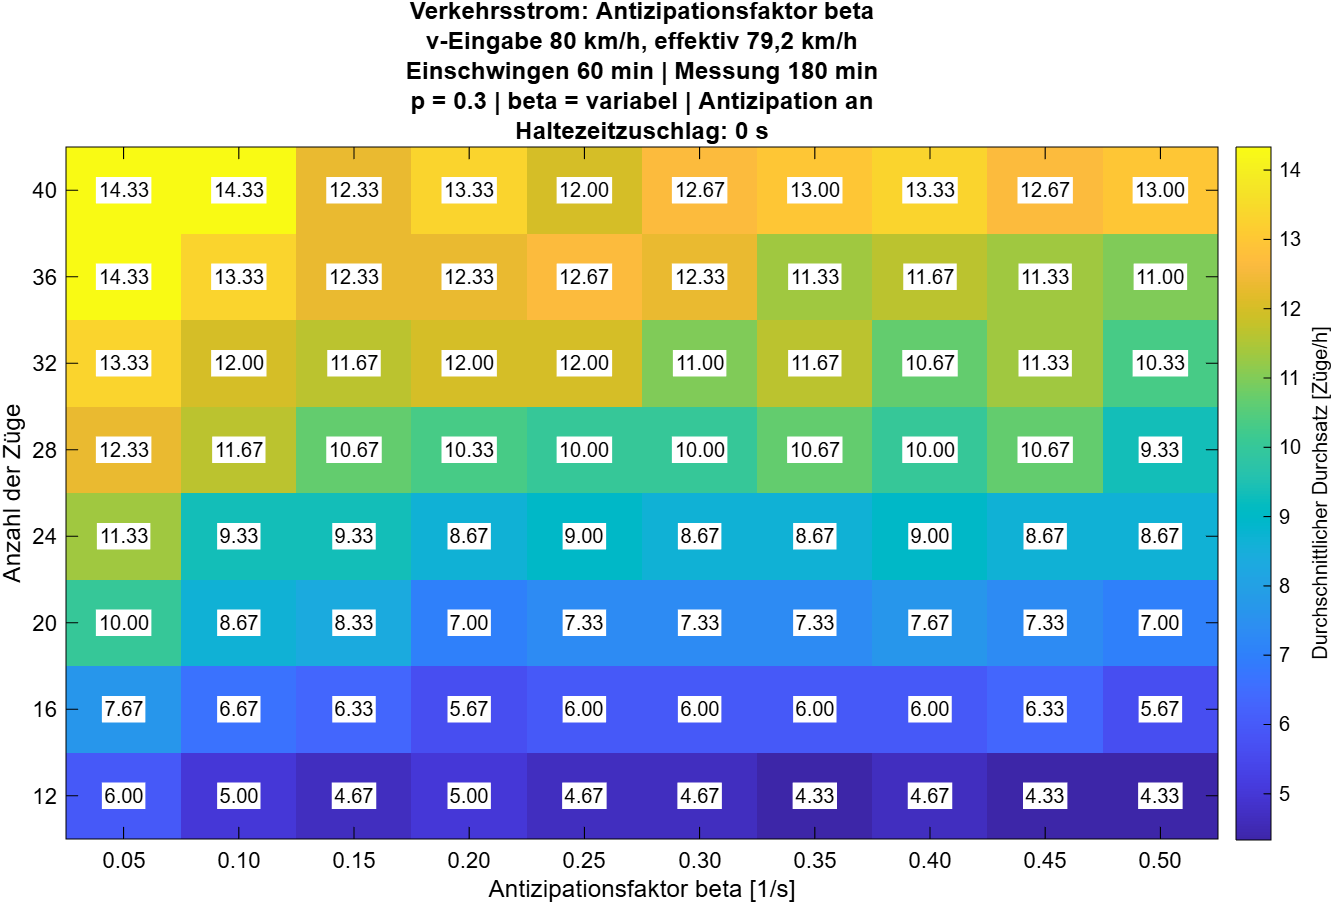 Verkehrsstrom: Antizipationsfaktor beta
v-Eingabe 80 km/h, effektiv 79,2 km/h
Einschwingen 60 min | Messung 180 min
p = 0.3 | beta = variabel | Antizipation an
Haltezeitzuschlag: 0 s
40 14.33 14.33 12.33 13.33 12.00 12.67 13.00 13.33 12.67 13.00
36 14.33 13.33 12.33 12.33 12.67 12.33 11.33 11.67 11.33 11.00
32 13.33 12.00 11.67 12.00 12.00 11.00 11.67 10.67 11.33 10.33
28 12.33 11.67 10.67 10.33 10.00 10.00 10.67 10.00 10.67 9.33
24 11.33 9.33 9.33 8.67 9.00 8.67 8.67 9.00 8.67 8.67
20 10.00 8.67 8.33 7.00 7.33 7.33 7.33 7.67 7.33 7.00
16 7.67 6.67 6.33 5.67 6.00 6.00 6.00 6.00 6.33 5.67
12 6.00 5.00 4.67 5.00 4.67 4.67 4.33 4.67 4.33 4.33
0.05 0.10 0.15 0.20 0.25 0.30 0.35 0.40 0.45 0.50
Antizipationsfaktor beta [1/s]
Anzahl der Züge
14
13
12
11
10
9
8
7
6
5
Durchschnittlicher Durchsatz [Züge/h]